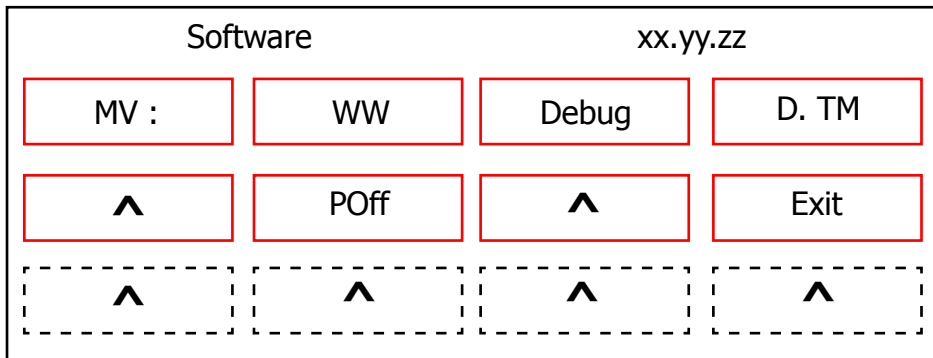 Software xx.yy.zz
MV : WW Debug D. TM
^ POff ^ Exit
^ ^ ^ ^